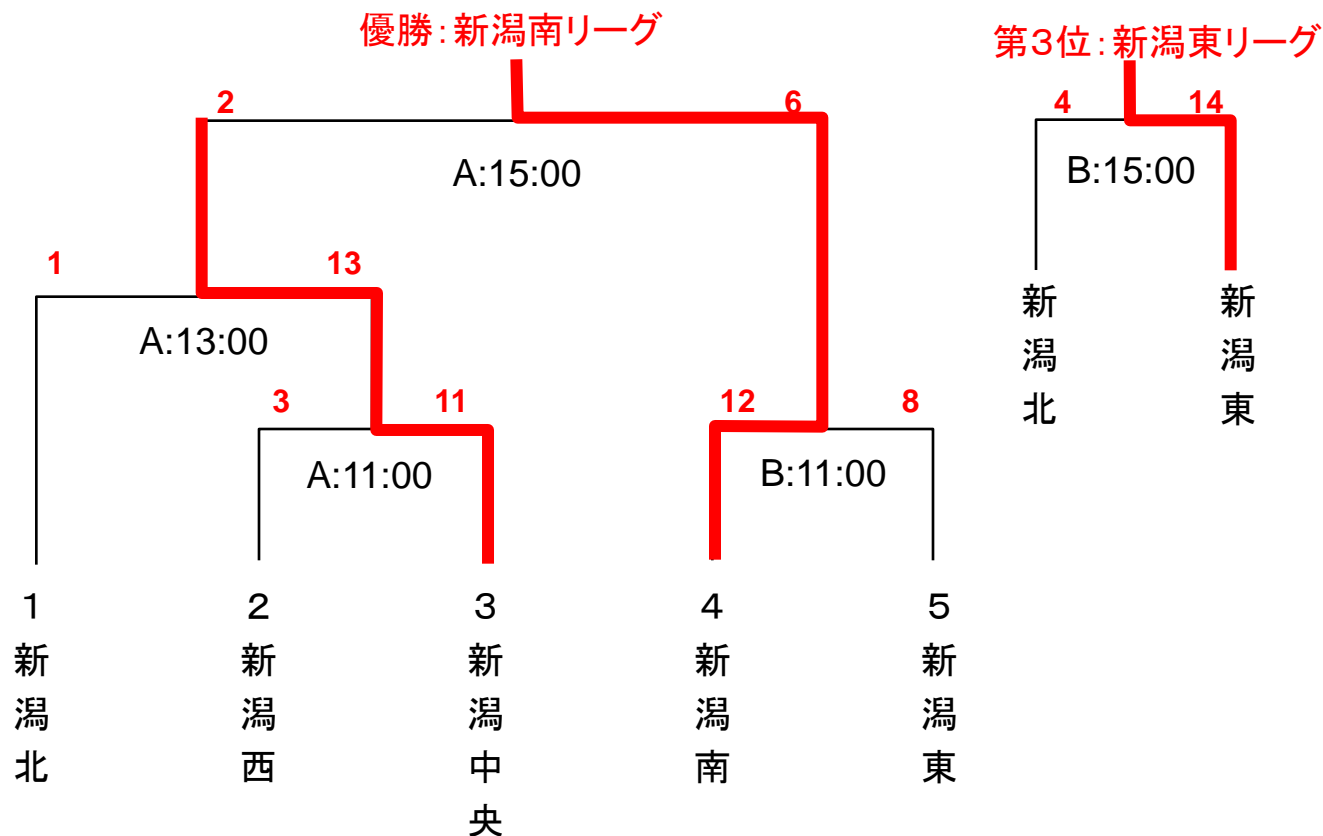 優勝：新潟南リーグ
第３位：新潟東リーグ
2
6
4
14
A:15:00
B:15:00
1
13
新潟北
新潟東
A:13:00
3
11
12
8
A:11:00
B:11:00
１
２
３
４
５
新潟北
新潟西
新潟中央
新潟南
新潟東